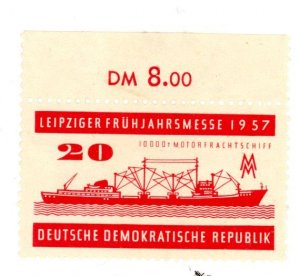 DM 8.00
LEIPZIGER FRÜHJAHRSMESSE 1957
20
10000t MOTORFRACHTSCHIFF
MM
DEUTSCHE DEMOKRATISCHE REPUBLIK